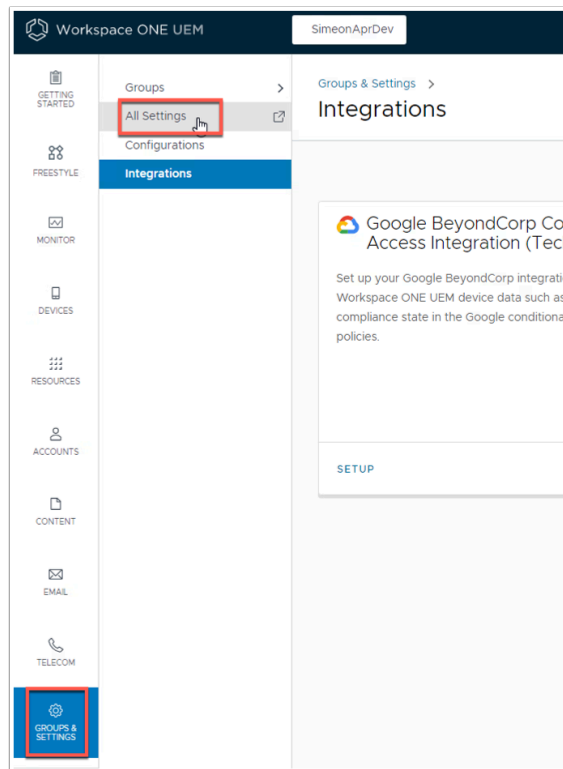 Workspace ONE UEM
SimeonAprDev
GETTING
STARTED
FREESTYLE
MONITOR
DEVICES
RESOURCES
ACCOUNTS
CONTENT
EMAIL
TELECOM
GROUPS &
SETTINGS
Groups
All Settings
Configurations
Integrations
Groups & Settings >
Integrations
Google BeyondCorp Co
Access Integration (Tec
Set up your Google BeyondCorp integrati
Workspace ONE UEM device data such as
compliance state in the Google conditiona
policies.
SETUP